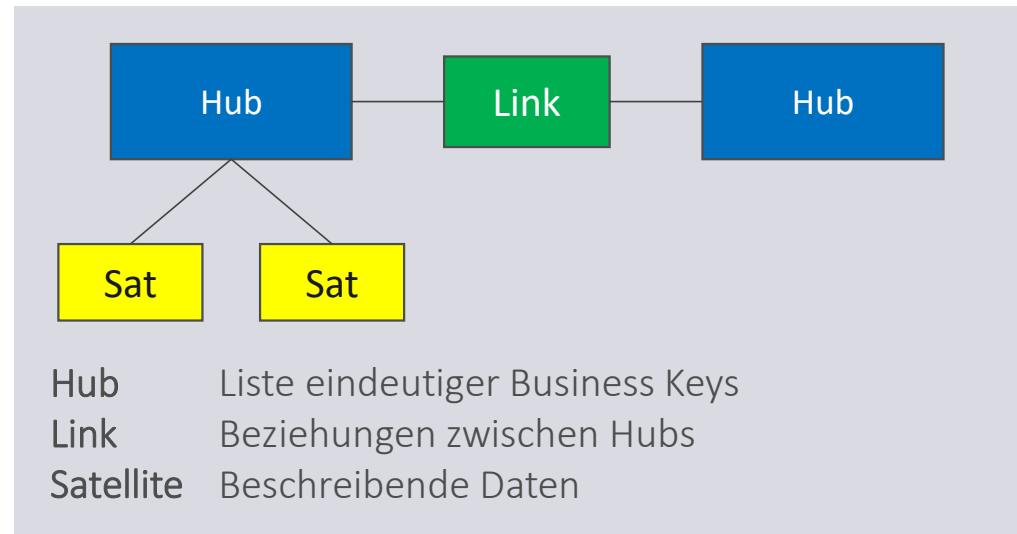 Hub Link Hub
Sat Sat
Hub Liste eindeutiger Business Keys
Link Beziehungen zwischen Hubs
Satellite Beschreibende Daten